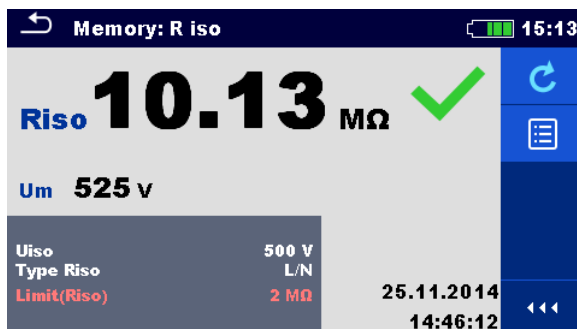 Memory: R iso 15:13
Riso 10.13 MΩ
Um 525 V
Uiso 500 V
Type Riso L/N
Limit(Riso) 2 MΩ
25.11.2014
14:46:12